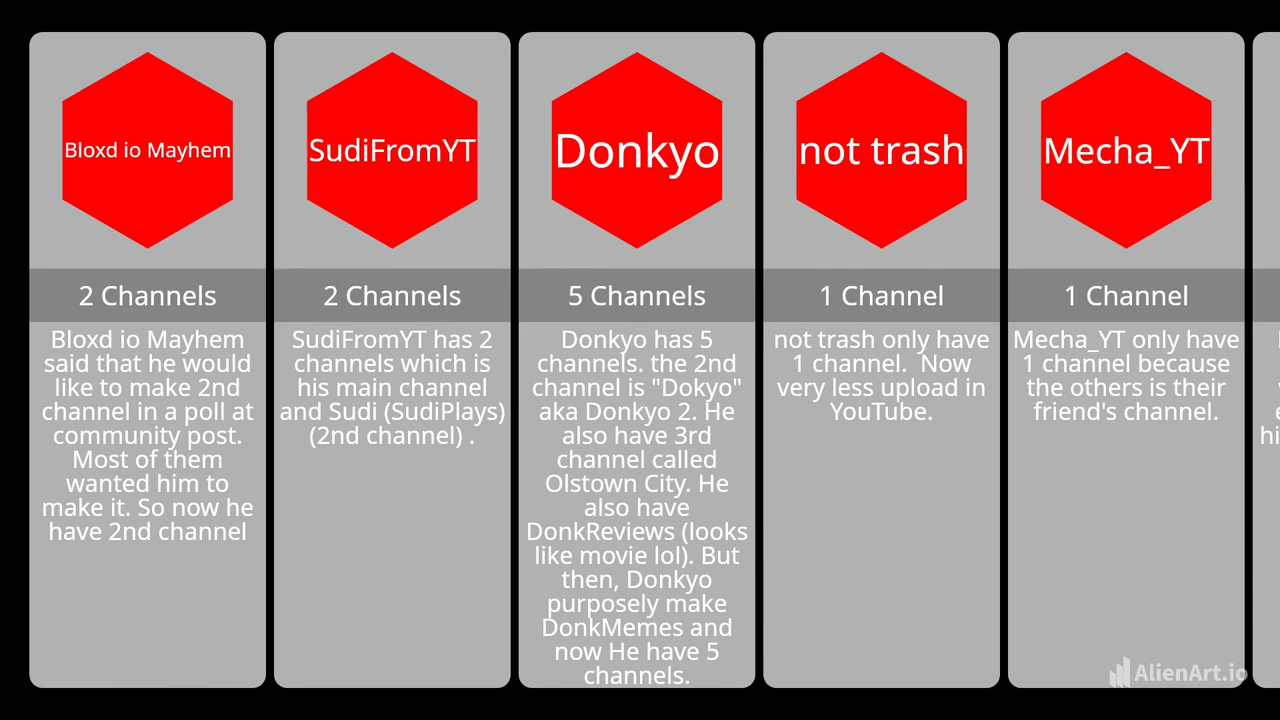 Bloxd io Mayhem
2 Channels
Bloxd io Mayhem
said that he would
like to make 2nd
channel in a poll at
community post.
Most of them
wanted him to
make it. So now he
have 2nd channel
SudiFromYT
2 Channels
SudiFromYT has 2
channels which is
his main channel
and Sudi (SudiPlays)
(2nd channel) .
Donkyo
5 Channels
Donkyo has 5
channels. the 2nd
channel is "Dokyo"
aka Donkyo 2. He
also have 3rd
channel called
Olstown City. He
also have
DonkReviews (looks
like movie lol). But
then, Donkyo
purposely make
DonkMemes and
now He have 5
channels.
not trash
1 Channel
not trash only have
1 channel.  Now
very less upload in
YouTube.
Mecha_YT
1 Channel
Mecha_YT only have
1 channel because
the others is their
friend's channel.
AlienArt.io